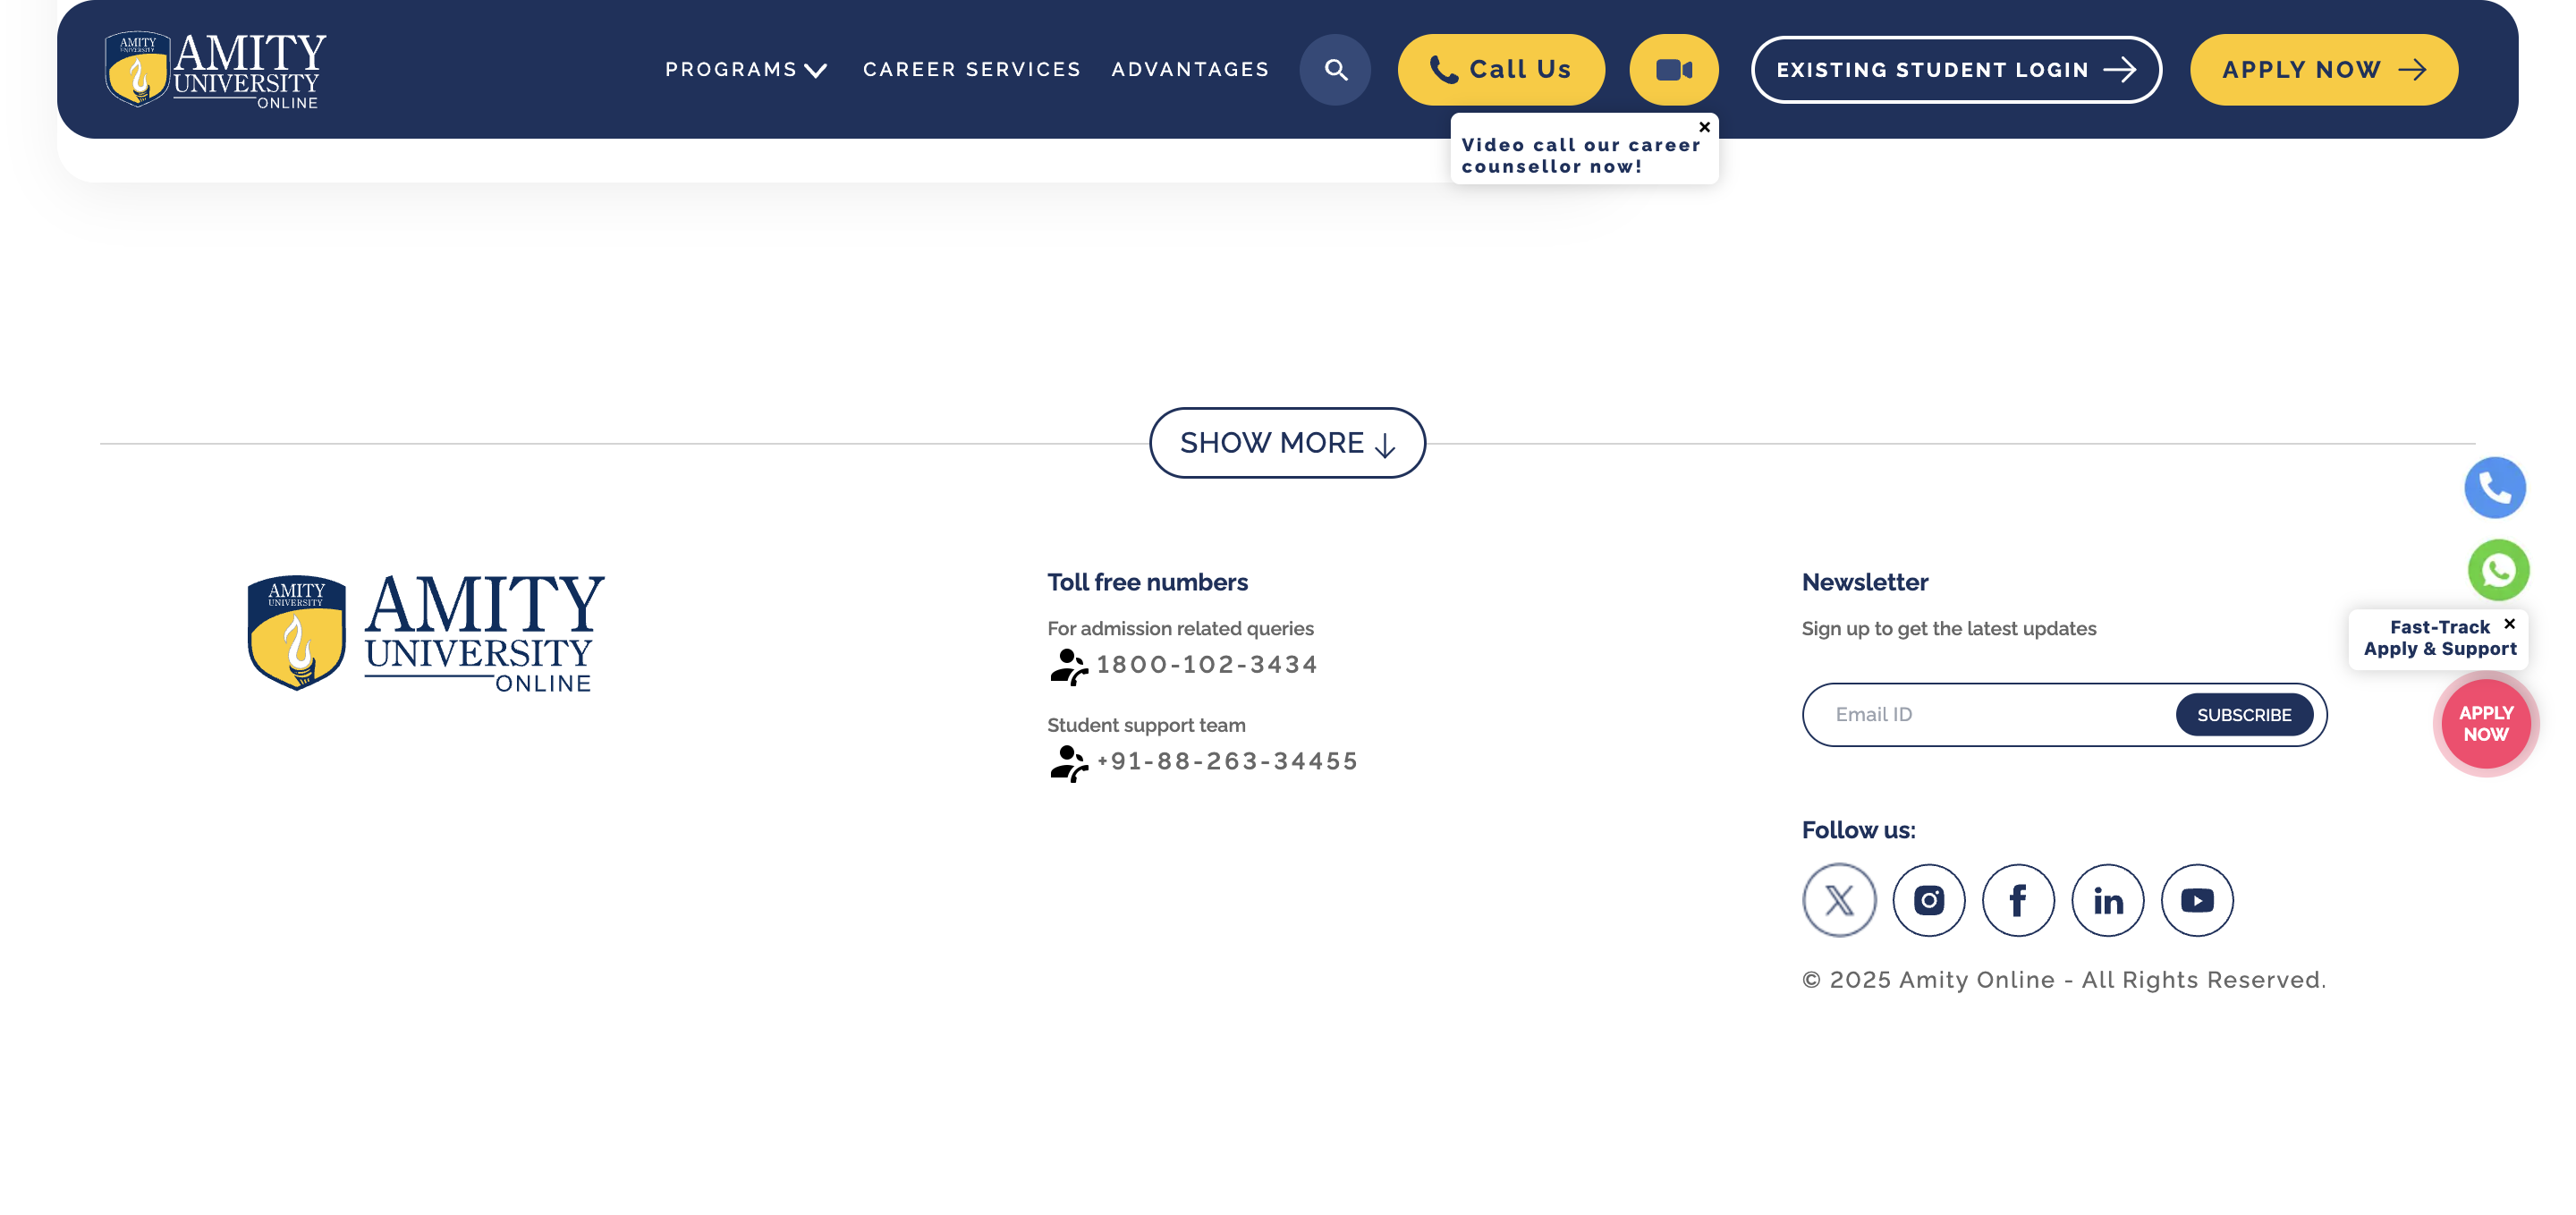 AMITY
UNIVERSITY
AMITY
UNIVERSITY
ONLINE
PROGRAMS
CAREER SERVICES
ADVANTAGES
Call Us
EXISTING STUDENT LOGIN
APPLY NOW
Video call our career
counsellor now!
SHOW MORE
AMITY
UNIVERSITY
AMITY
UNIVERSITY
ONLINE
Toll free numbers
For admission related queries
1800-102-3434
Student support team
+91-88-263-34455
Newsletter
Sign up to get the latest updates
Email ID
SUBSCRIBE
Fast-Track
Apply & Support
APPLY
NOW
Follow us:
© 2025 Amity Online - All Rights Reserved.